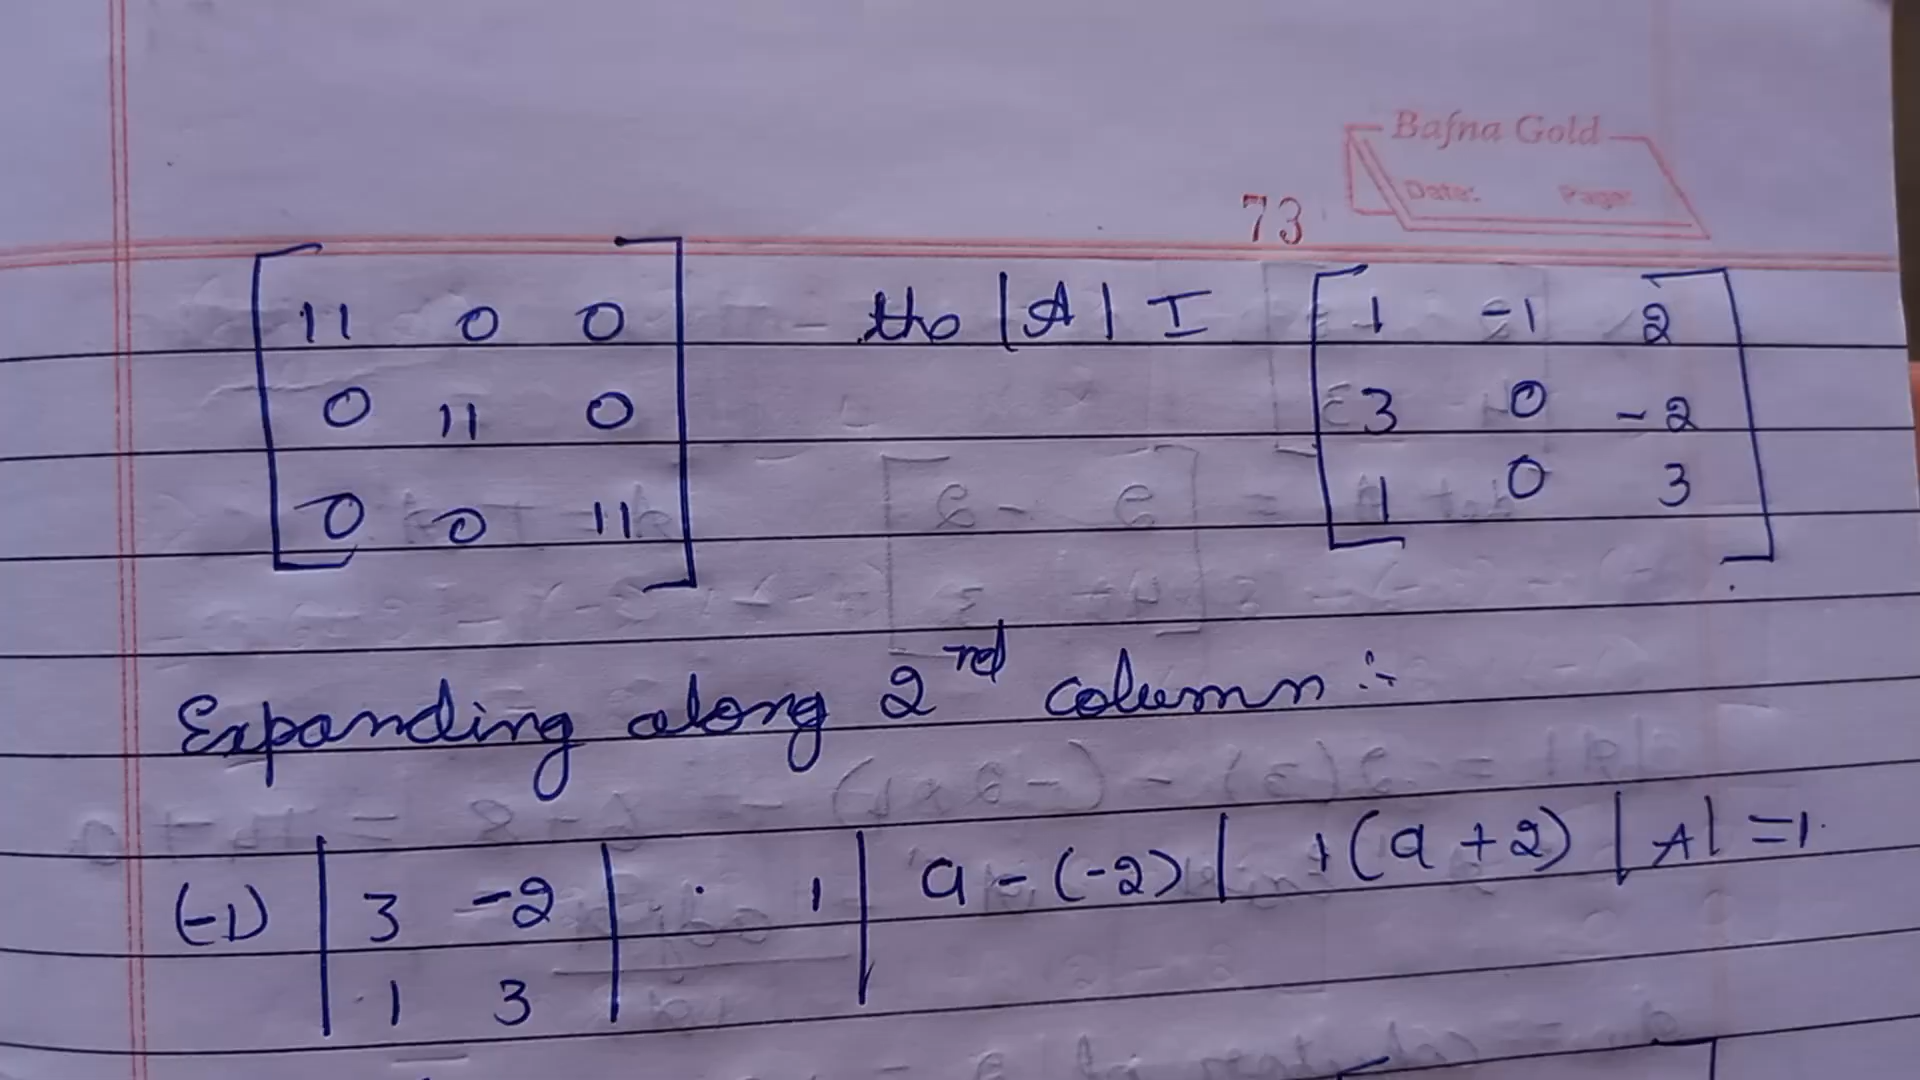 Bafna Gold
Date: Page:
73
11 0 0 the |A| I 1 -1 2
0 11 0 3 0 -2
0 0 11 1 0 3
Expanding along 2nd column :-
(-1) | 3 -2 | 1 | 9 - (-2) | + (9 + 2) |A| = 1
1 3